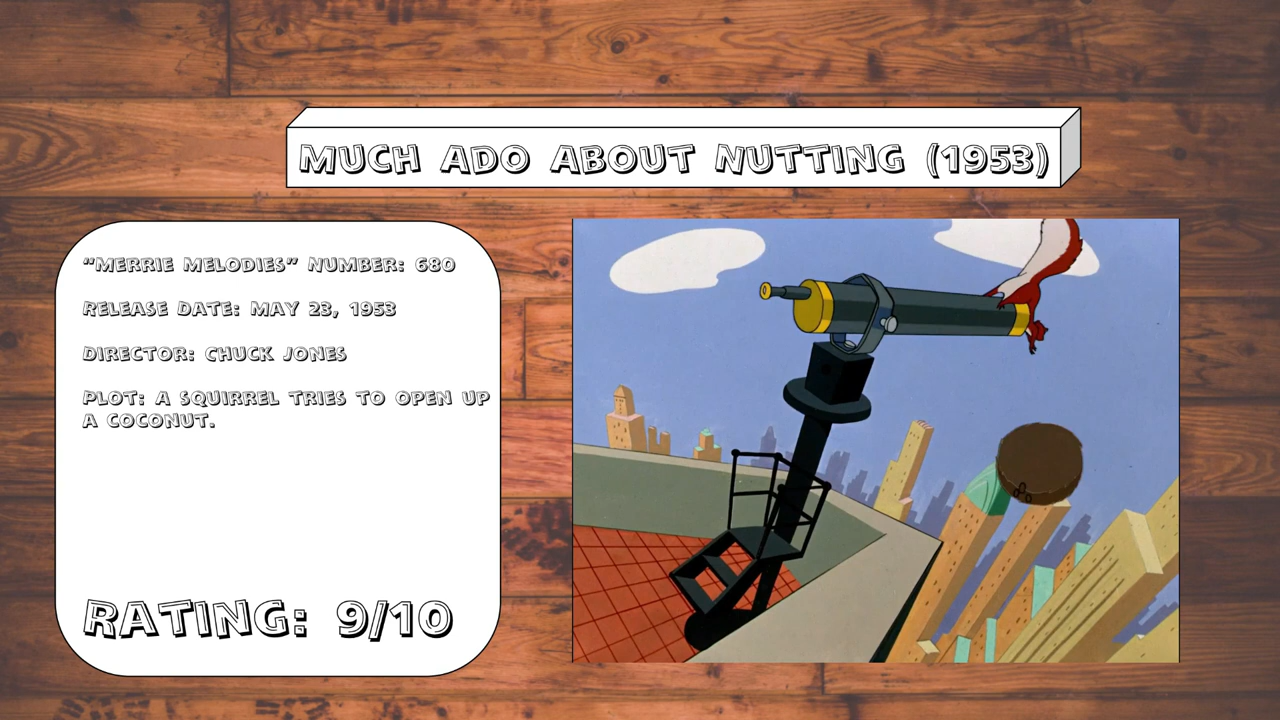 MUCH ADO ABOUT NUTTING (1953)
"MERRIE MELODIES" NUMBER: 680
RELEASE DATE: MAY 23, 1953
DIRECTOR: CHUCK JONES
PLOT: A SQUIRREL TRIES TO OPEN UP
A COCONUT.
RATING: 9/10